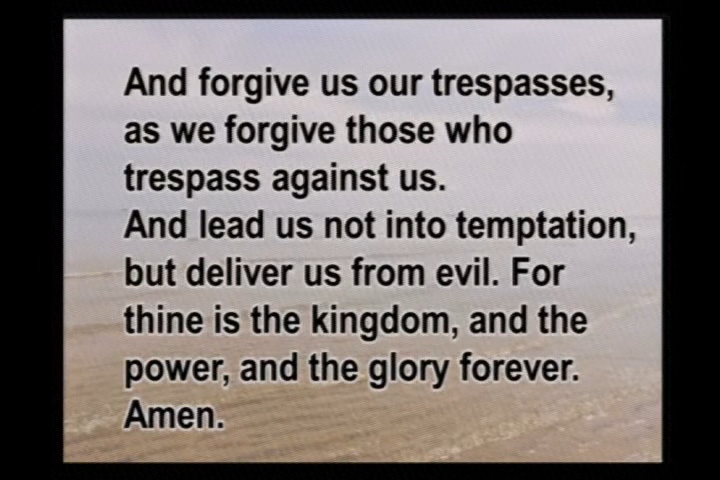 And forgive us our trespasses,
as we forgive those who
trespass against us.
And lead us not into temptation,
but deliver us from evil. For
thine is the kingdom, and the
power, and the glory forever.
Amen.